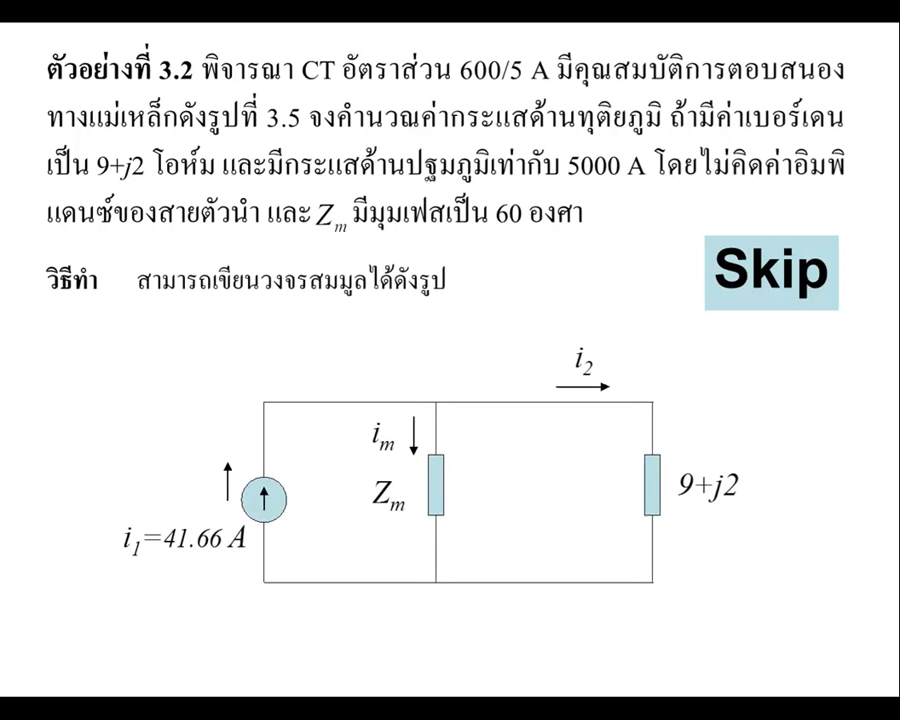 ตัวอย่างที่ 3.2 พิจารณา CT อัตราส่วน 600/5 A มีคุณสมบัติการตอบสนอง
ทางแม่เหล็กดังรูปที่ 3.5 จงคำนวณค่ากระแสด้านทุติยภูมิ ถ้ามีค่าเบอร์เดน
เป็น 9+j2 โอห์ม และมีกระแสด้านปฐมภูมิเท่ากับ 5000 A โดยไม่คิดค่าอิมพิ
แดนซ์ของสายตัวนำ และ Zm มีมุมเฟสเป็น 60 องศา
วิธีทำ สามารถเขียนวงจรสมมูลได้ดังรูป
Skip
i2
im
Zm
9+j2
i1=41.66 A